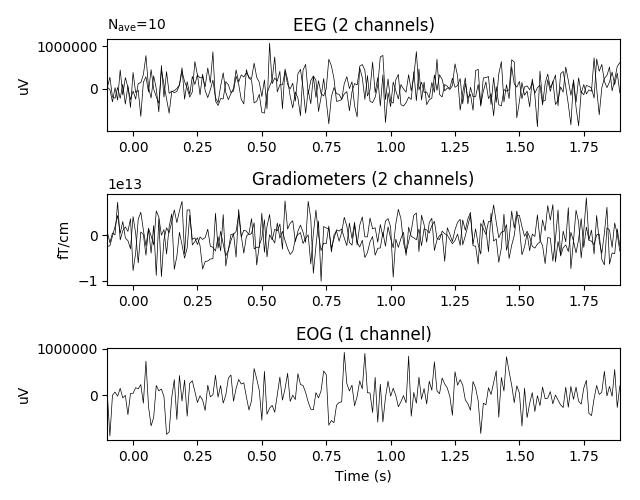 N_ave=10
EEG (2 channels)
1000000
0
uV
0.00 0.25 0.50 0.75 1.00 1.25 1.50 1.75
1e13
Gradiometers (2 channels)
0
−1
fT/cm
0.00 0.25 0.50 0.75 1.00 1.25 1.50 1.75
EOG (1 channel)
1000000
0
uV
0.00 0.25 0.50 0.75 1.00 1.25 1.50 1.75
Time (s)